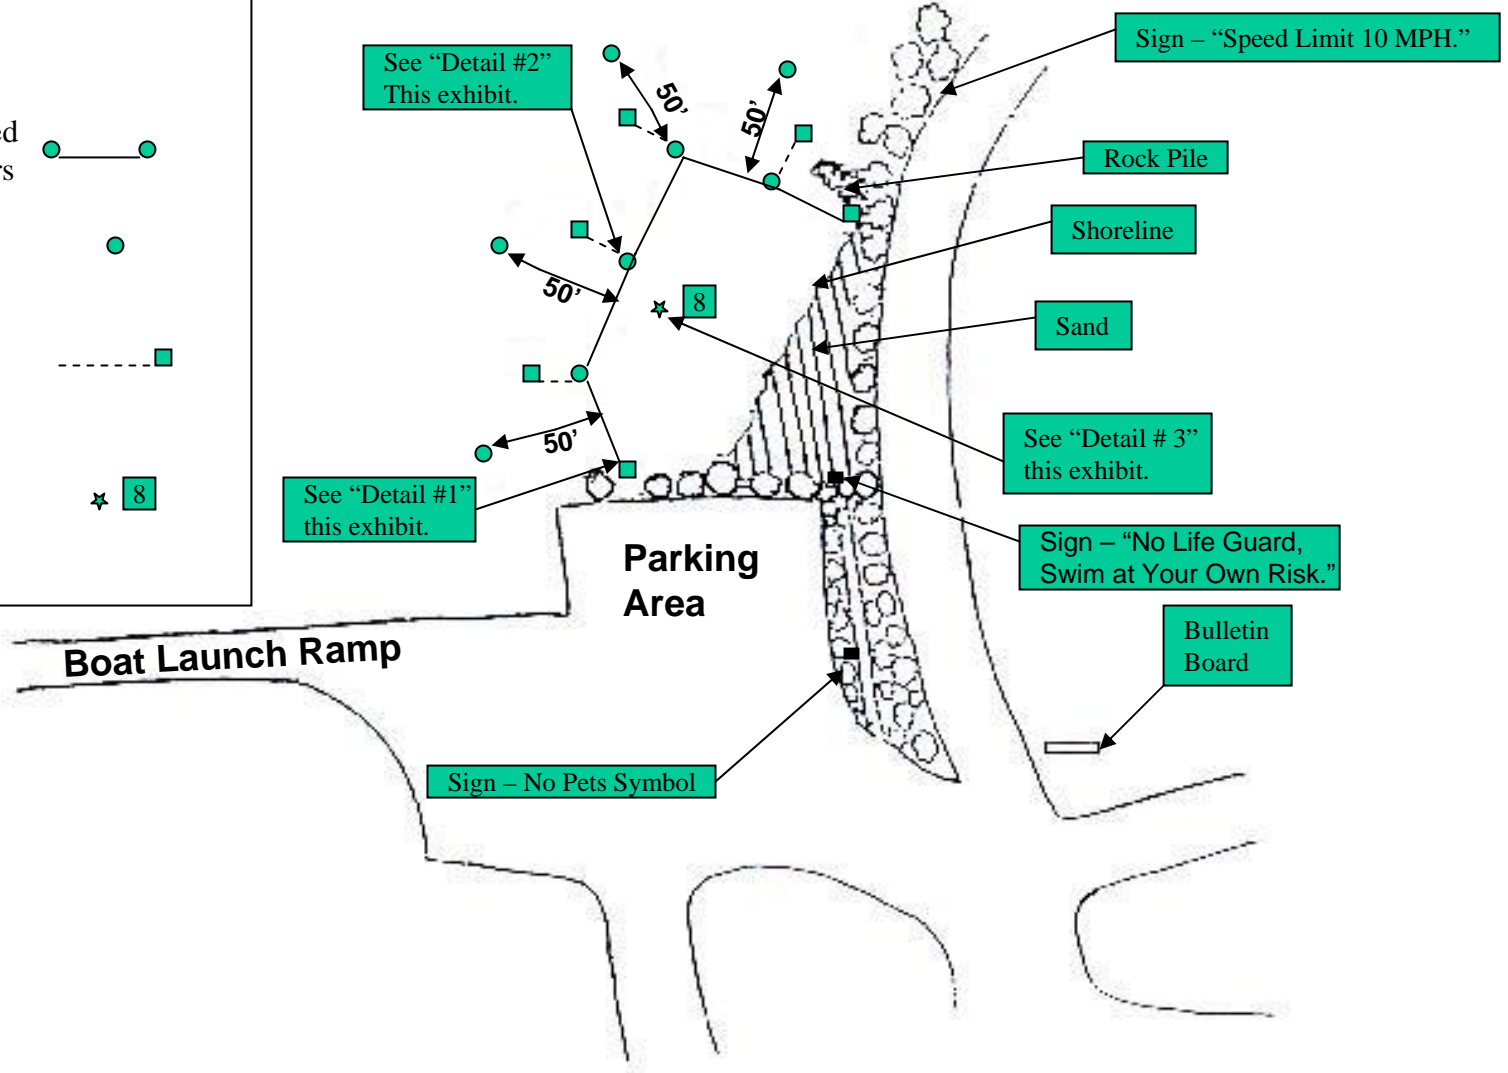 ed
rs
8
See “Detail #2”
This exhibit.
50’
50’
50’
50’
8
Sign – “Speed Limit 10 MPH.”
Rock Pile
Shoreline
Sand
See “Detail # 3”
this exhibit.
See “Detail #1”
this exhibit.
Sign – “No Life Guard,
Swim at Your Own Risk.”
Parking
Area
Boat Launch Ramp
Bulletin
Board
Sign – No Pets Symbol